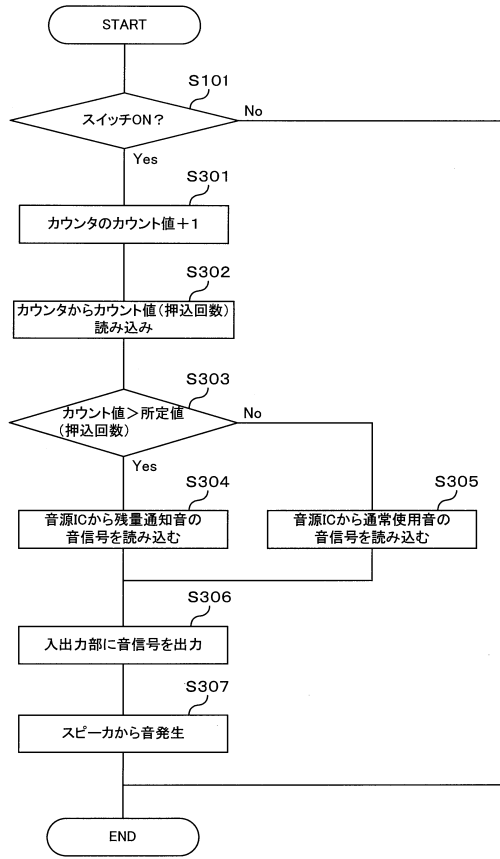 START
S101
スイッチON?
No
Yes
S301
カウンタのカウント値+1
S302
カウンタからカウント値(押込回数)
読み込み
S303
カウント値>所定値
(押込回数)
No
Yes
S304
音源ICから残量通知音の
音信号を読み込む
S305
音源ICから通常使用音の
音信号を読み込む
S306
入出力部に音信号を出力
S307
スピーカから音発生
END